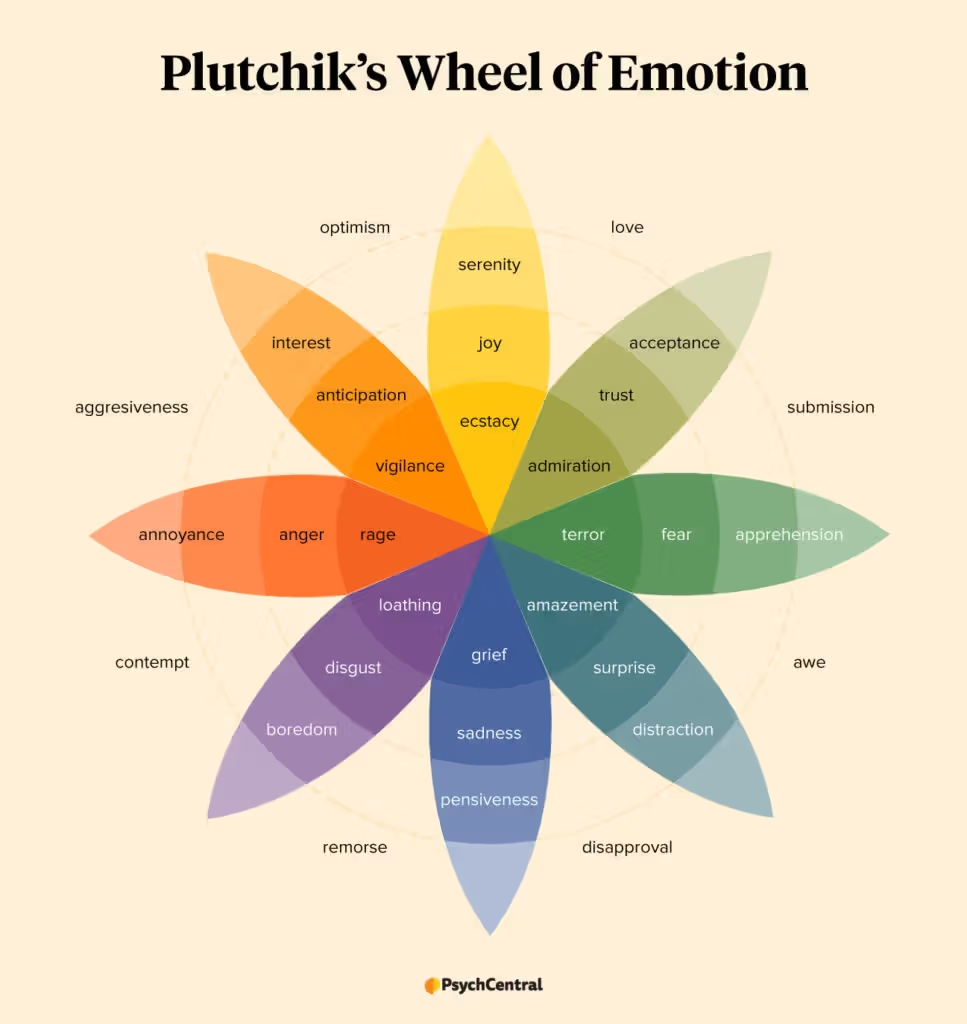 Plutchik's Wheel of Emotion
optimism
love
serenity
interest
joy
acceptance
anticipation
trust
aggresiveness
ecstacy
submission
vigilance
admiration
annoyance
anger
rage
terror
fear
apprehension
loathing
amazement
contempt
disgust
grief
surprise
awe
boredom
sadness
distraction
pensiveness
remorse
disapproval
PsychCentral